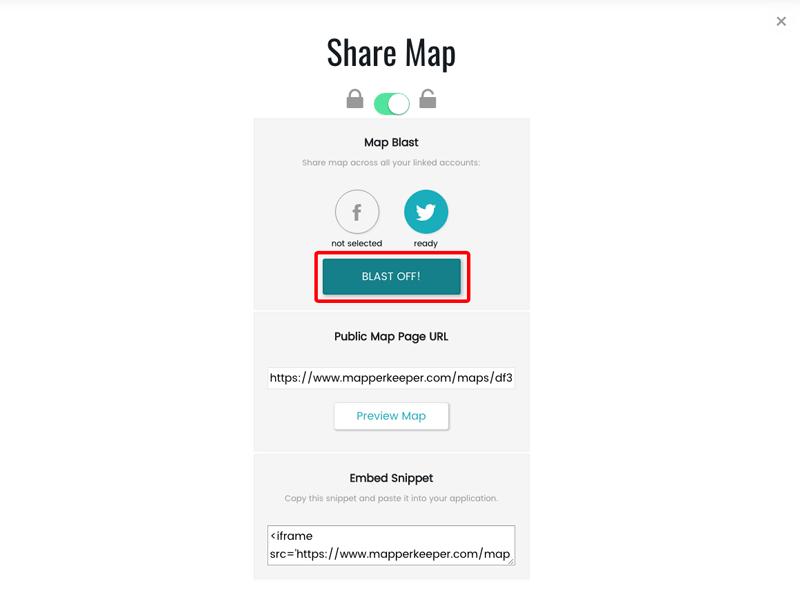 Share Map
Map Blast
Share map across all your linked accounts:
not selected
ready
BLAST OFF!
Public Map Page URL
https://www.mapperkeeper.com/maps/df3
Preview Map
Embed Snippet
Copy this snippet and paste it into your application.
<iframe
src='https://www.mapperkeeper.com/map